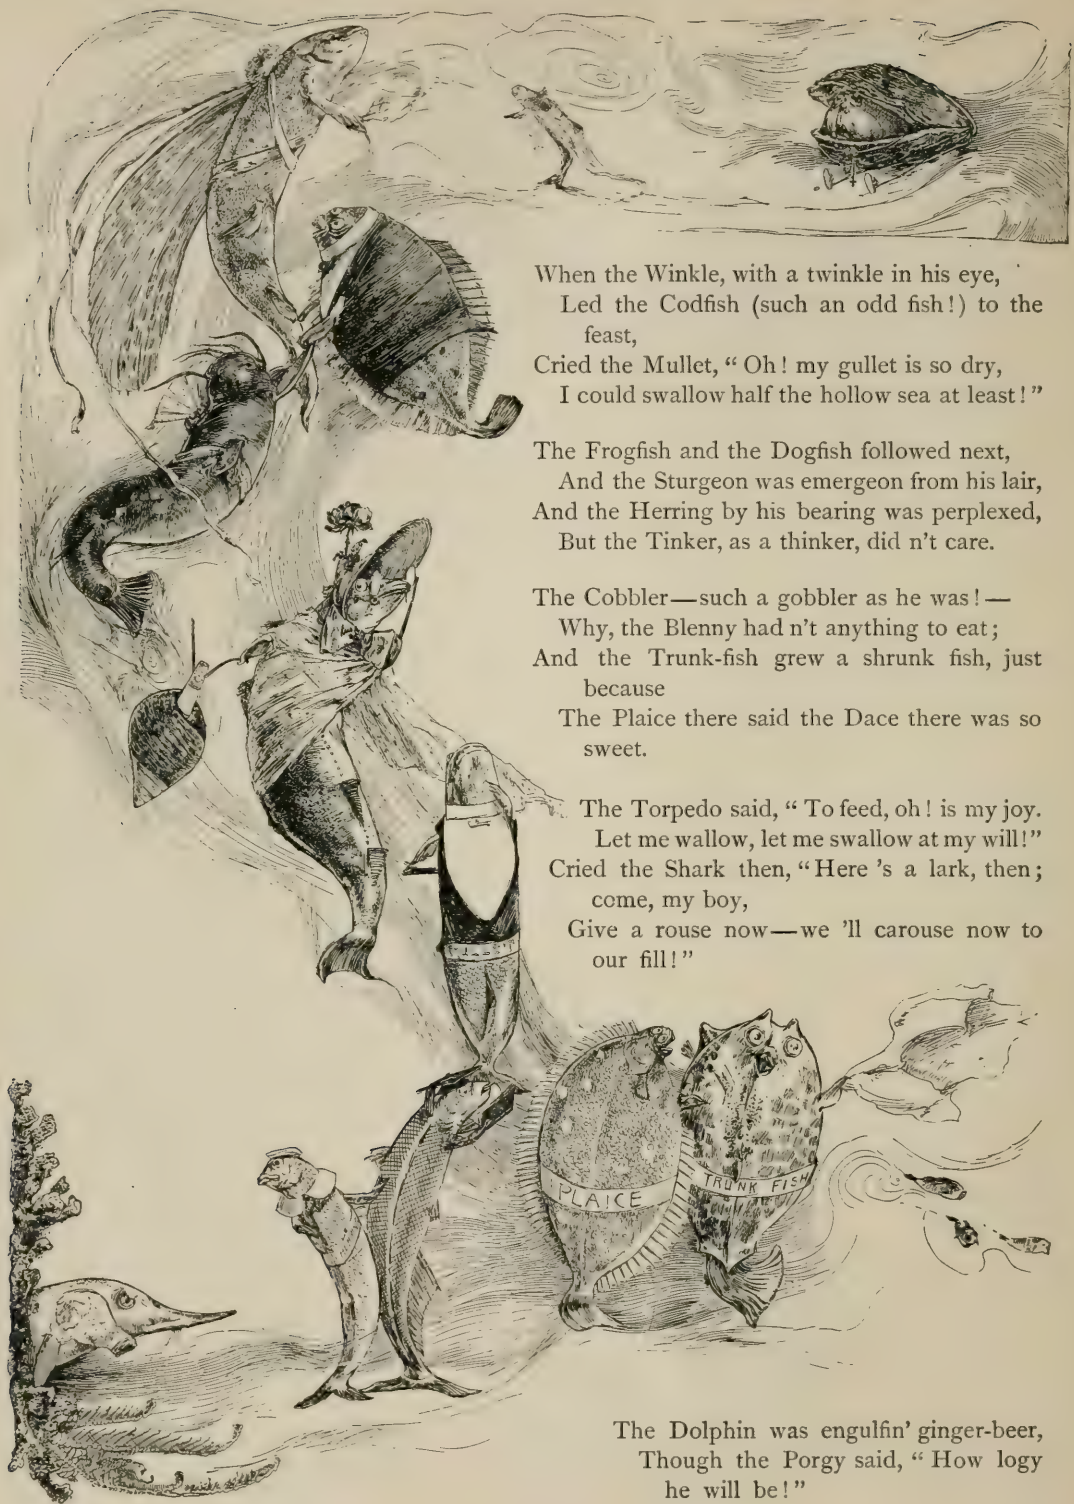 When the Winkle, with a twinkle in his eye,
Led the Codfish (such an odd fish!) to the
feast,
Cried the Mullet, “ Oh! my gullet is so dry,
I could swallow half the hollow sea at least! ”
The Frogfish and the Dogfish followed next,
And the Sturgeon was emergeon from his lair,
And the Herring by his bearing was perplexed,
But the Tinker, as a thinker, did n't care.
The Cobbler—such a gobbler as he was! —
Why, the Blenny had n't anything to eat;
And the Trunk-fish grew a shrunk fish, just
because
The Plaice there said the Dace there was so
sweet.
The Torpedo said, “ To feed, oh! is my joy.
Let me wallow, let me swallow at my will! ”
Cried the Shark then, “ Here 's a lark, then;
come, my boy,
Give a rouse now—we 'll carouse now to
our fill! ”
PLAICE
TRUNK FISH
The Dolphin was engulfin' ginger-beer,
Though the Porgy said, “ How logy
he will be! ”